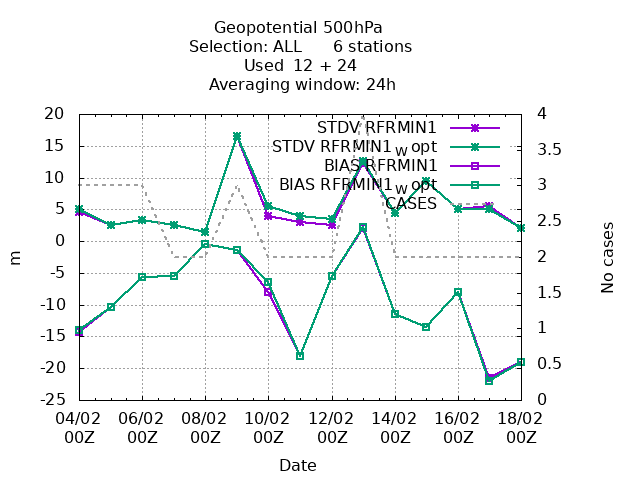 Geopotential 500hPa
Selection: ALL 6 stations
Used 12 + 24
Averaging window: 24h
20
15
10
5
0
-5
-10
-15
-20
-25
m
4
3.5
3
2.5
2
1.5
1
0.5
0
No cases
STDV RFRMIN1
STDV RFRMIN1w opt
BIAS RFRMIN1
BIAS RFRMIN1w opt
CASES
04/02 06/02 08/02 10/02 12/02 14/02 16/02 18/02
00Z 00Z 00Z 00Z 00Z 00Z 00Z 00Z
Date